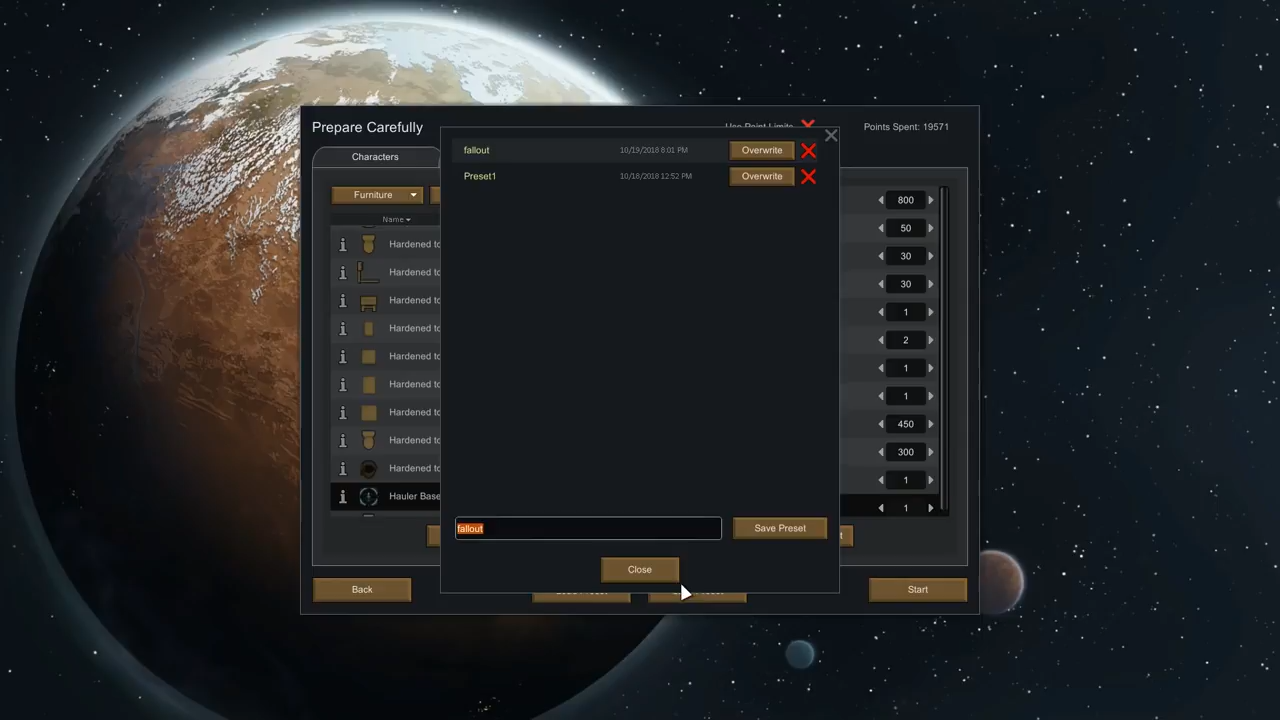 Prepare Carefully
Use Point Limits
Points Spent: 19571
Characters
fallout 10/19/2018 8:01 PM Overwrite
Preset1 10/18/2018 12:52 PM Overwrite
Furniture
Name
Hardened to
Hardened to
Hardened to
Hardened to
Hardened to
Hardened to
Hardened to
Hardened to
Hardened to
Hauler Base
800
50
30
30
1
2
1
1
450
300
1
1
fallout
Save Preset
Close
Back
Start